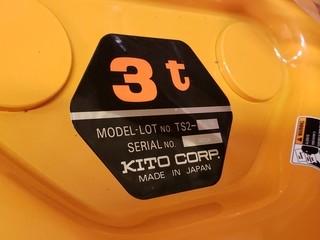 3t
MODEL-LOT NO. TS2-
SERIAL NO.
KITO CORP.
MADE IN JAPAN